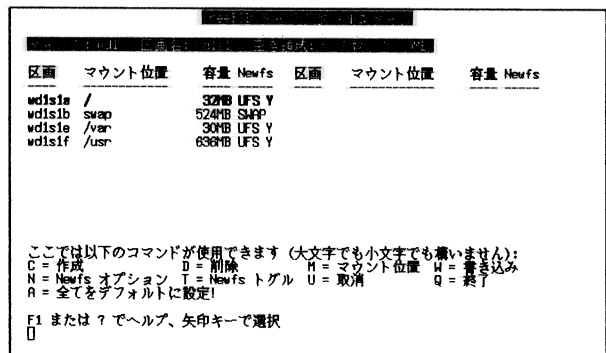 区画 マウント位置 容量 Newfs 区画 マウント位置 容量 Newfs
wd1s1a / 32MB UFS Y
wd1s1b swap 524MB SWAP
wd1s1e /var 30MB UFS Y
wd1s1f /usr 636MB UFS Y
ここでは以下のコマンドが使用できます (大文字でも小文字でも構いません):
C = 作成 D = 削除 M = マウント位置 W = 書き込み
N = Newfs オプション T = Newfs トグル U = 取消 Q = 終了
A = 全てをデフォルトに設定!
F1 または ? でヘルプ、矢印キーで選択